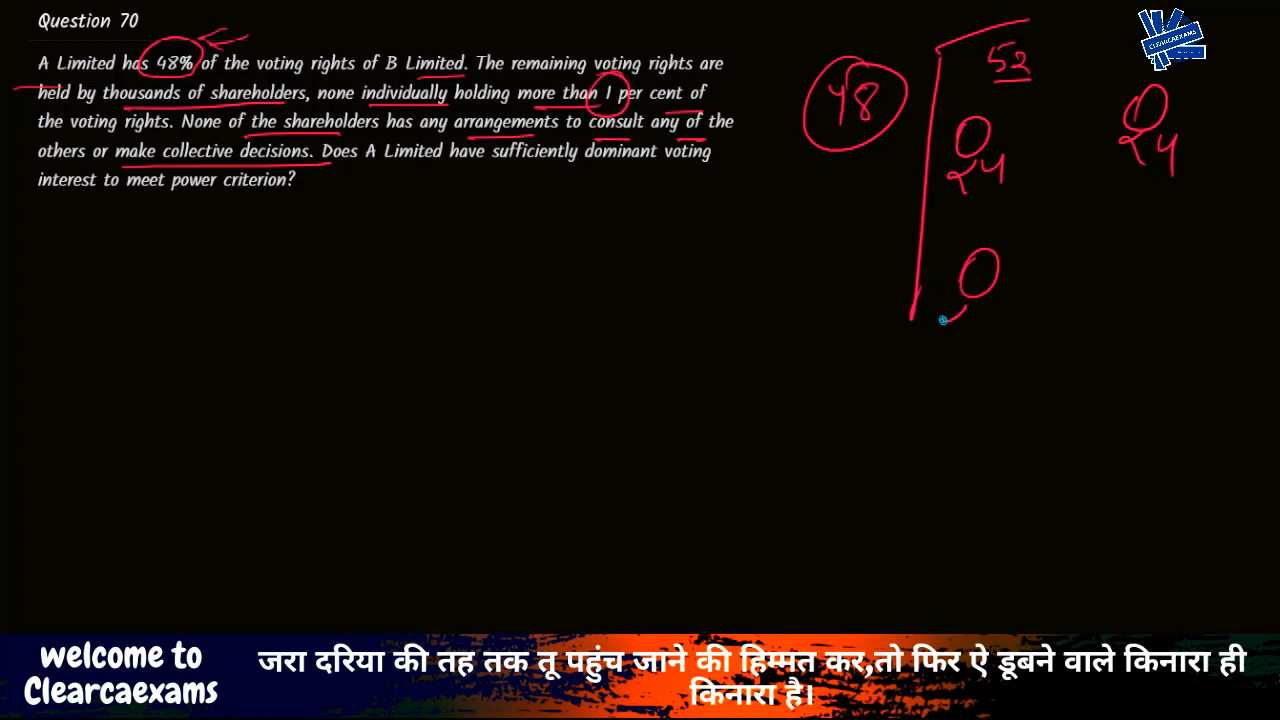 Question 70
A Limited has 48% of the voting rights of B Limited. The remaining voting rights are
held by thousands of shareholders, none individually holding more than 1 per cent of
the voting rights. None of the shareholders has any arrangements to consult any of the
others or make collective decisions. Does A Limited have sufficiently dominant voting
interest to meet power criterion?
48
52
24
24
CLEARCAEXAMS
welcome to
Clearcaexams
जरा दरिया की तह तक तू पहुंच जाने की हिम्मत कर,तो फिर ऐ डूबने वाले किनारा ही
किनारा है।